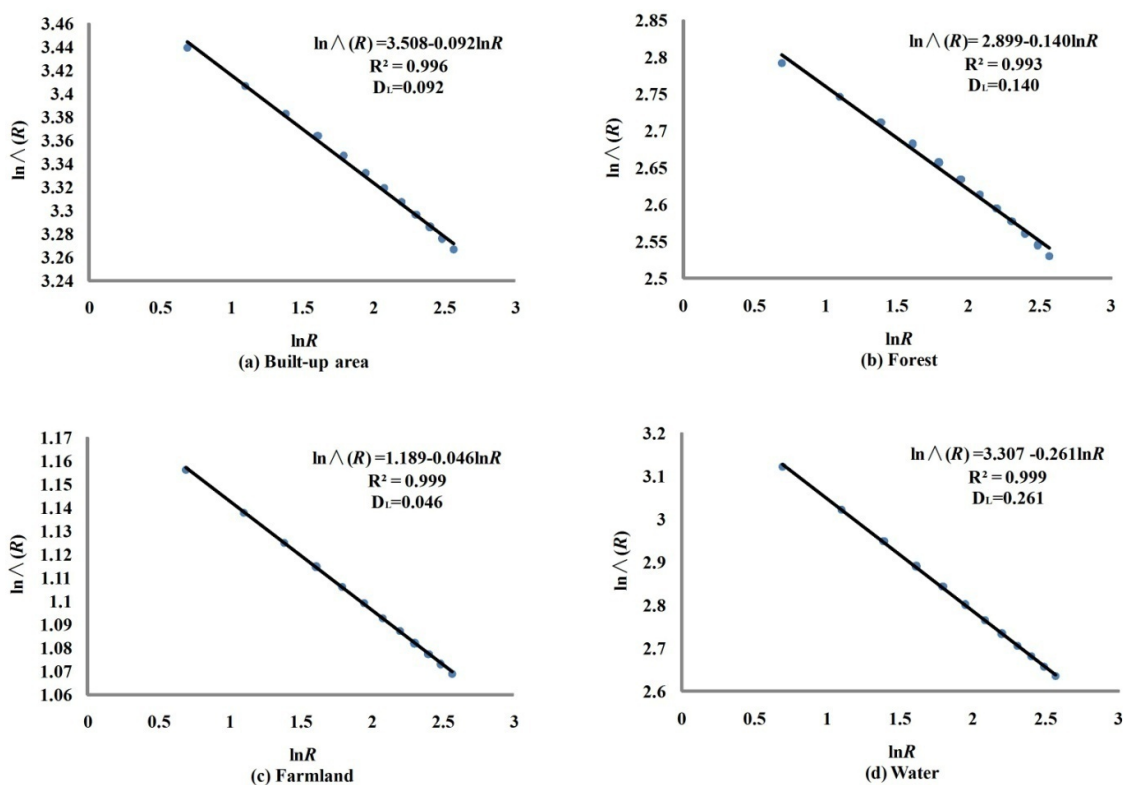 3.46
3.44
3.42
3.4
3.38
3.36
3.34
3.32
3.3
3.28
3.26
3.24
ln∧(R)
ln∧(R)=3.508-0.092lnR
R² = 0.996
DL=0.092
0 0.5 1 1.5 2 2.5 3
lnR
(a) Built-up area
2.85
2.8
2.75
2.7
2.65
2.6
2.55
2.5
ln∧(R)
ln∧(R)= 2.899-0.140lnR
R² = 0.993
DL=0.140
0 0.5 1 1.5 2 2.5 3
lnR
(b) Forest
1.17
1.16
1.15
1.14
1.13
1.12
1.11
1.1
1.09
1.08
1.07
1.06
ln∧(R)
ln∧(R)=1.189-0.046lnR
R² = 0.999
DL=0.046
0 0.5 1 1.5 2 2.5 3
lnR
(c) Farmland
3.2
3.1
3
2.9
2.8
2.7
2.6
ln∧(R)
ln∧(R)=3.307 -0.261lnR
R² = 0.999
DL=0.261
0 0.5 1 1.5 2 2.5 3
lnR
(d) Water